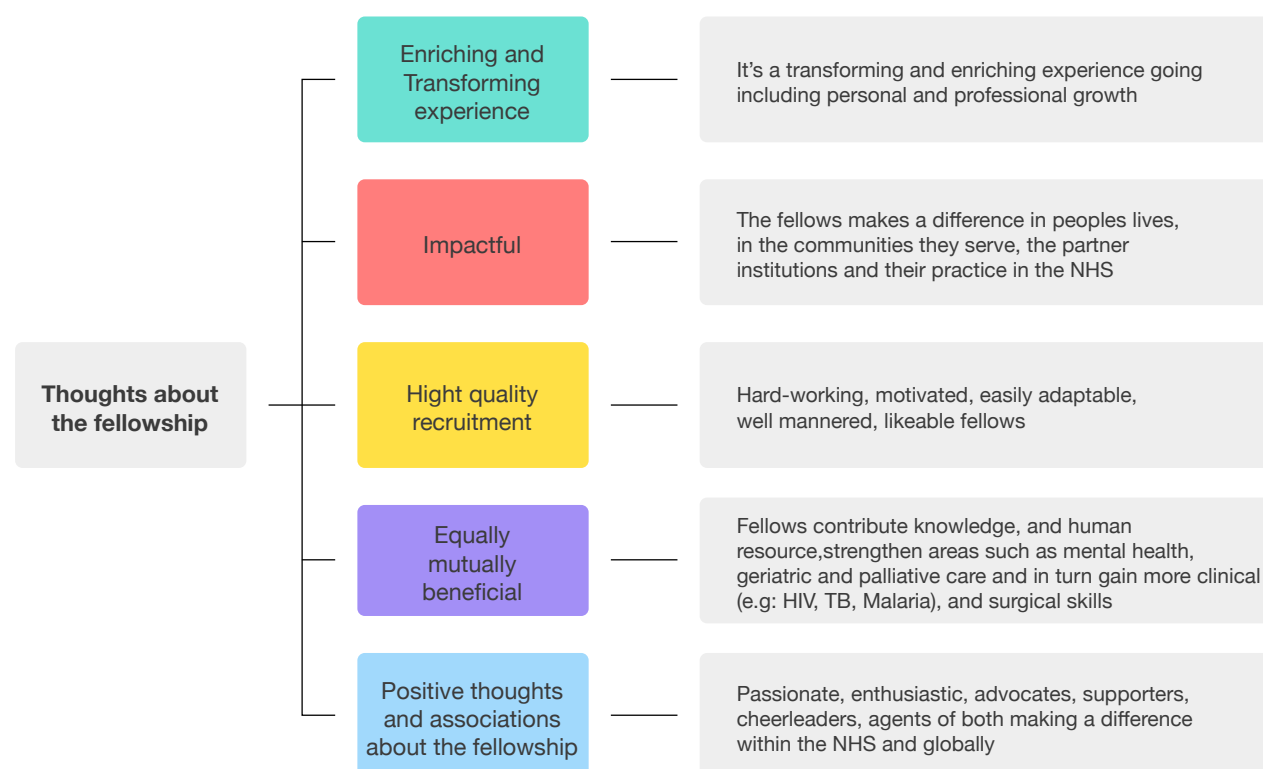 Enriching and
Transforming
experience
It’s a transforming and enriching experience going
including personal and professional growth
Impactful
The fellows makes a difference in peoples lives,
in the communities they serve, the partner
institutions and their practice in the NHS
Thoughts about
the fellowship
Hight quality
recruitment
Hard-working, motivated, easily adaptable,
well mannered, likeable fellows
Equally
mutually
beneficial
Fellows contribute knowledge, and human
resource,strengthen areas such as mental health,
geriatric and palliative care and in turn gain more clinical
(e.g: HIV, TB, Malaria), and surgical skills
Positive thoughts
and associations
about the fellowship
Passionate, enthusiastic, advocates, supporters,
cheerleaders, agents of both making a difference
within the NHS and globally